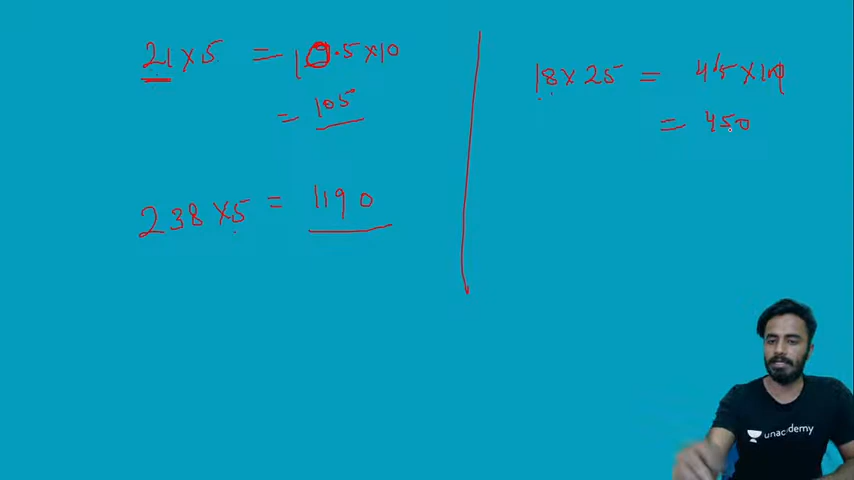 21 x 5 = 10.5 x 10
= 105
238 x 5 = 1190
18 x 25 = 4.5 x 100
= 450
unacademy